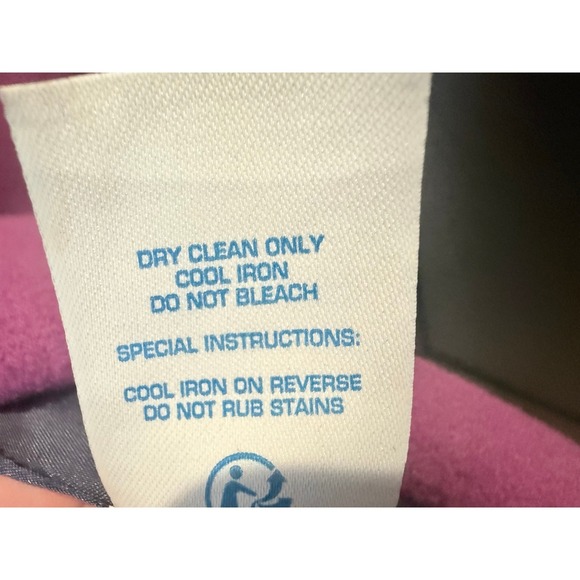 DRY CLEAN ONLY
COOL IRON
DO NOT BLEACH
SPECIAL INSTRUCTIONS:
COOL IRON ON REVERSE
DO NOT RUB STAINS